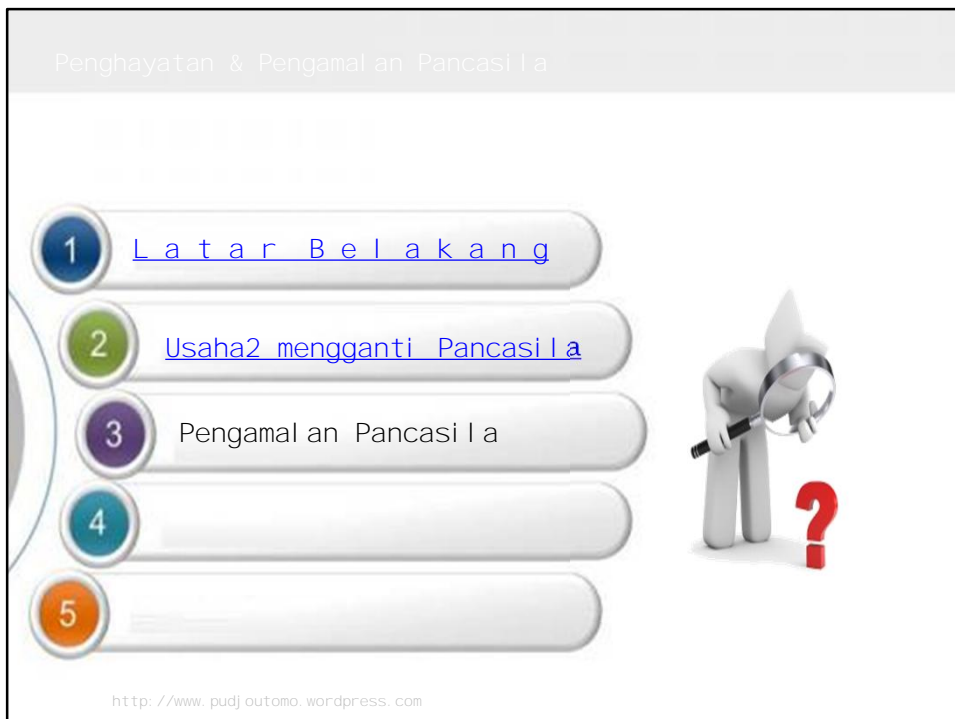 Penghayatan & Pengamalan Pancasila
1 Latar Belakang
2 Usaha2 mengganti Pancasila
3 Pengamalan Pancasila
4
5
?
http://www.pudjoutomo.wordpress.com